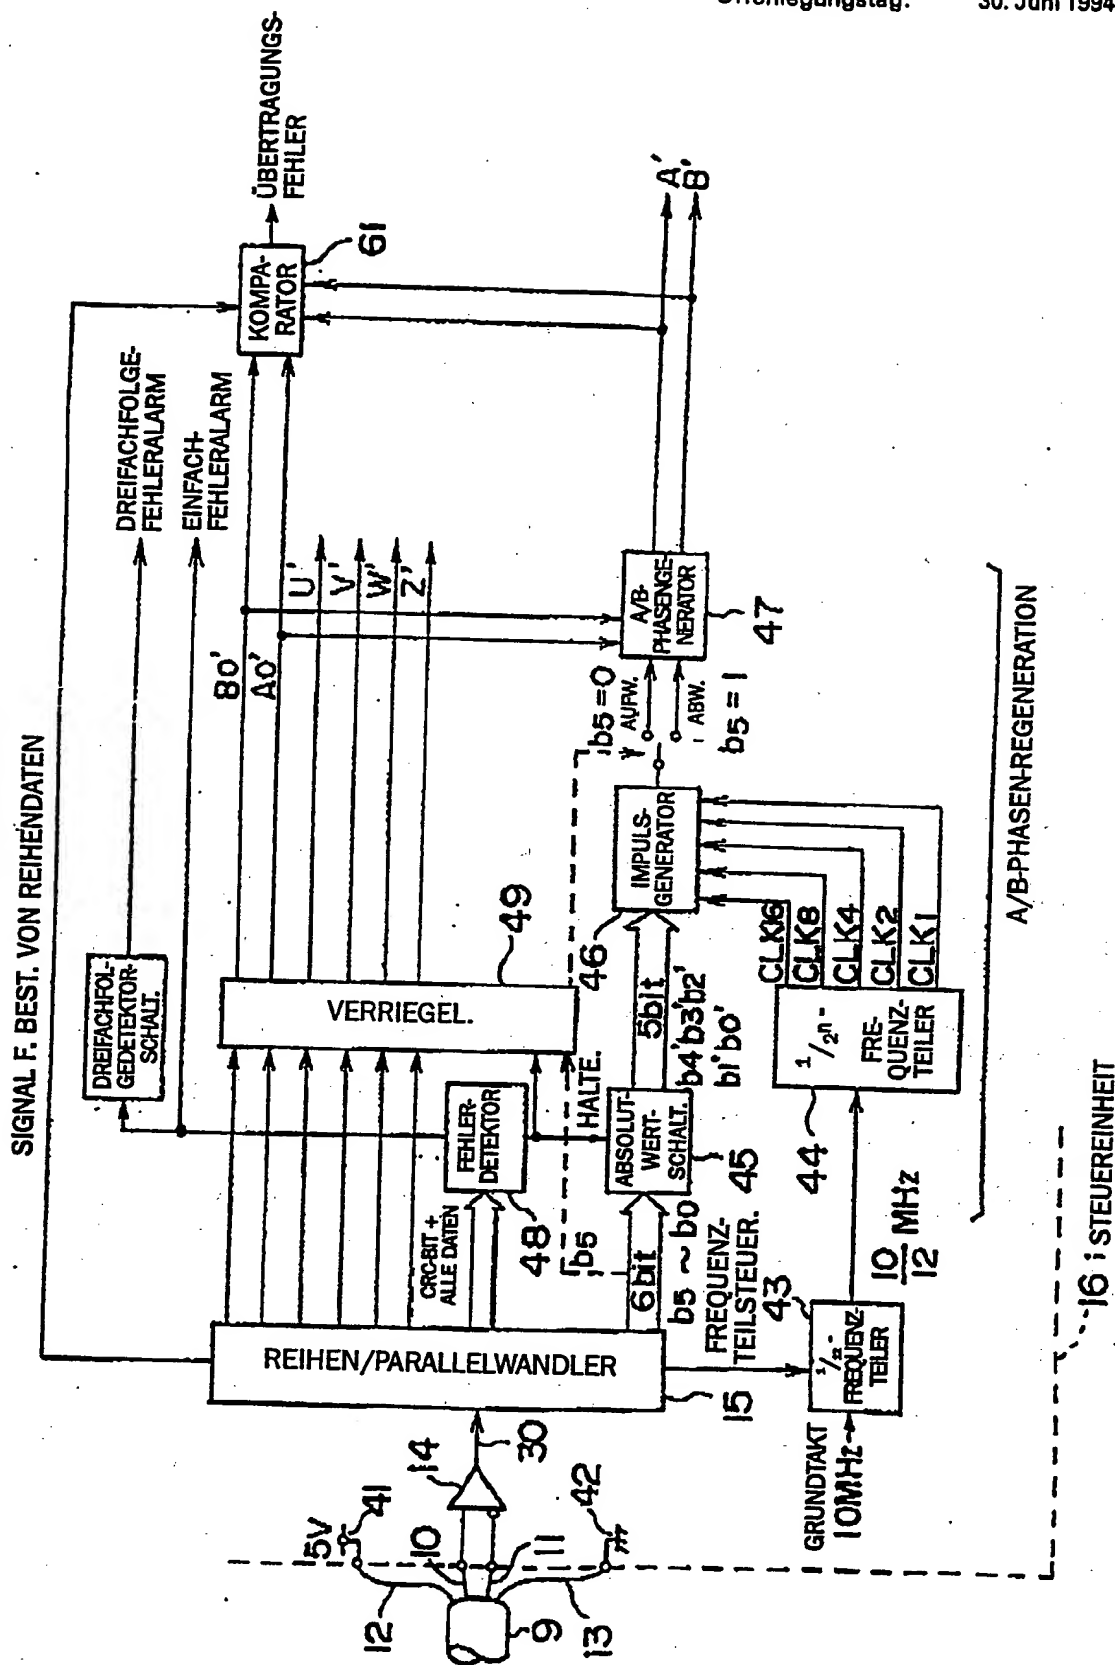 Offenlegungstag: 30. Juni 1994
SIGNAL F. BEST. VON REIHENDATEN
DREIFACHFOL-
GEDETEKTOR-
SCHALT.
DREIFACHFOLGE-
FEHLERALARM
EINFACH-
FEHLERALARM
KOMPA-
RATOR
61
ÜBERTRAGUNGS-
FEHLER
B0'
A0'
U'
V'
W'
Z'
VERRIEGEL.
49
REIHEN/PARALLELWANDLER
15
CRC-BIT +
ALLE DATEN
FEHLER-
DETEKTOR
48
HALTE.
b5
6bit
b5 ~ b0
ABSOLUT-
WERT-
SCHALT.
45
5bit
b4'b3'b2'
b1'b0'
IMPULS-
GENERATOR
46
b5=0
AUFW.
ABW.
b5=1
A/B-
PHASENGE-
NERATOR
47
A'
B'
FREQUENZ-
TEILSTEUER.
43
1/12-
FREQUENZ-
TEILER
GRUNDTAKT
10MHz
10/12 MHz
44
1/2n-
FRE-
QUENZ-
TEILER
CLK16
CLK8
CLK4
CLK2
CLK1
A/B-PHASEN-REGENERATION
16 : STEUEREINHEIT
5V
41
12
10
14
30
11
42
9
13